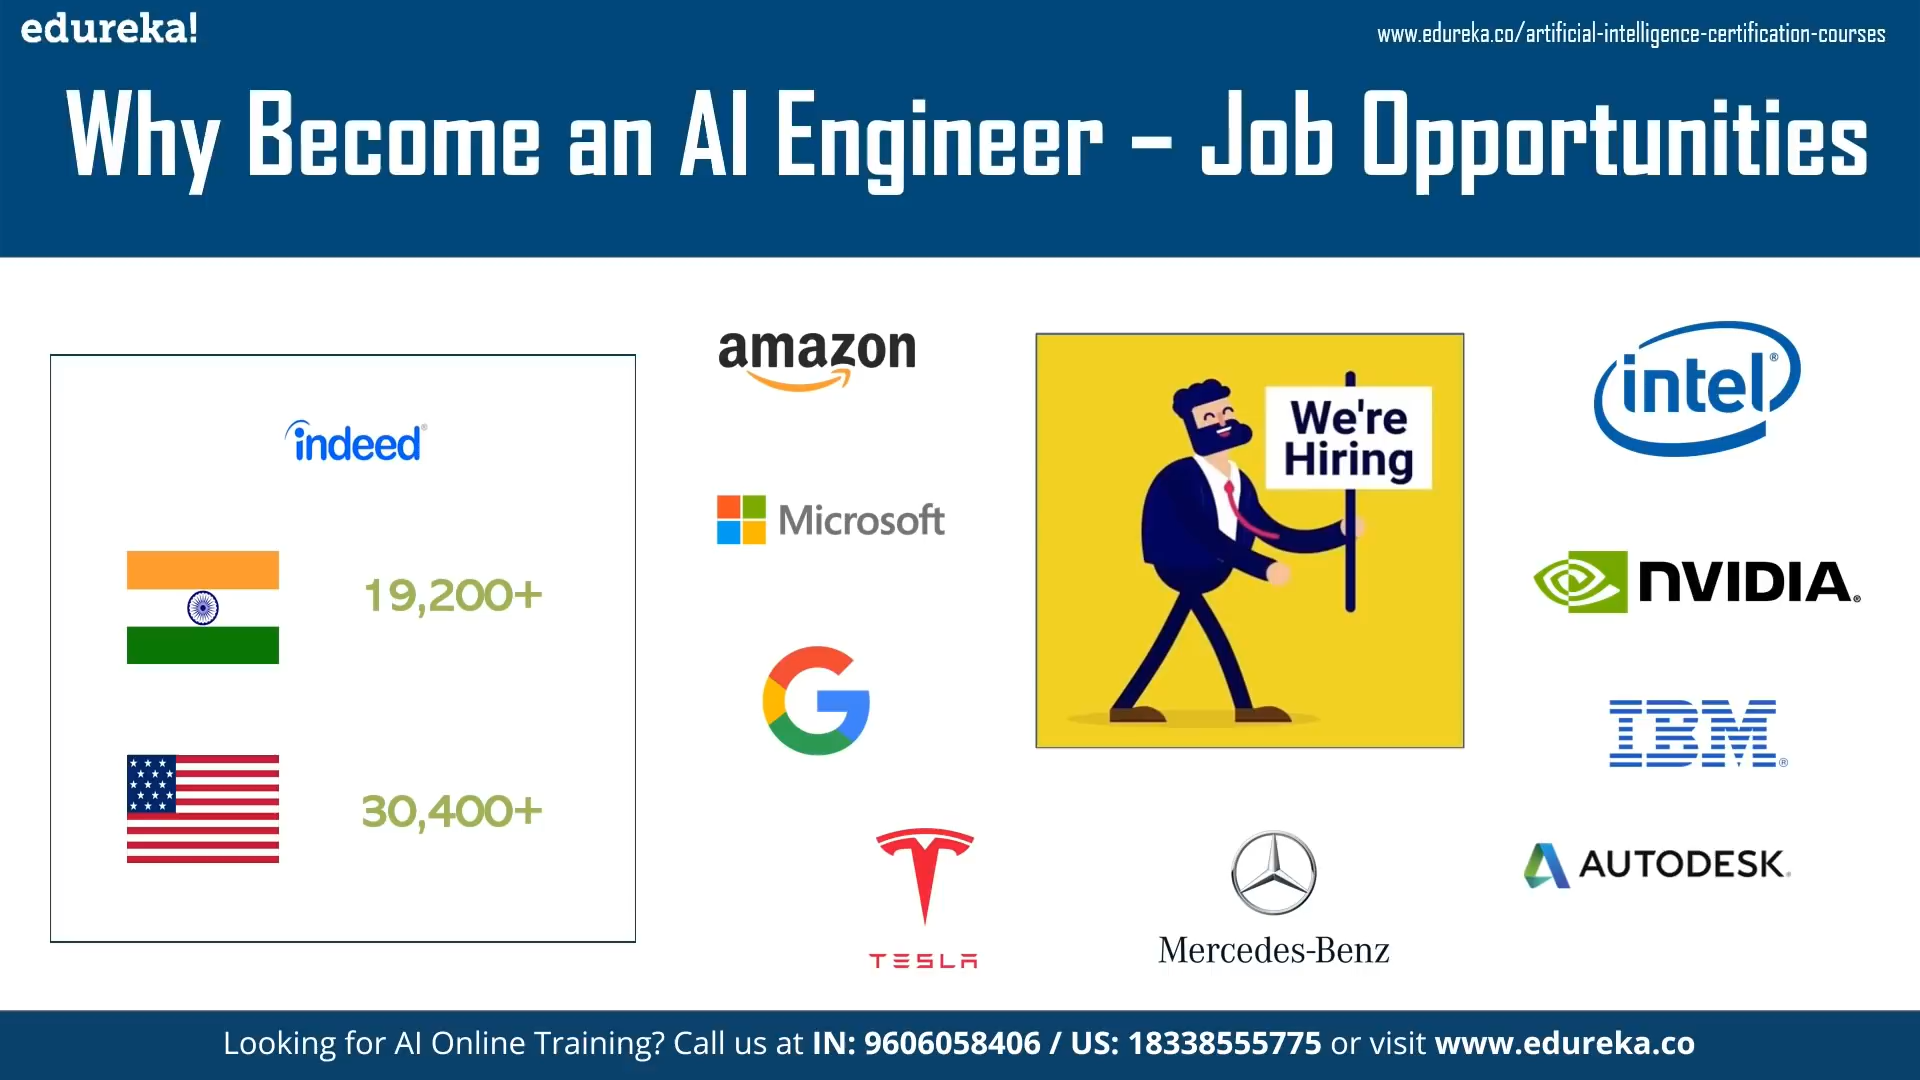 edureka!
www.edureka.co/artificial-intelligence-certification-courses
Why Become an AI Engineer – Job Opportunities
indeed®
19,200+
30,400+
amazon
Microsoft
G
TESLA
We're
Hiring
Mercedes-Benz
intel®
NVIDIA®
IBM®
AUTODESK.
Looking for AI Online Training? Call us at IN: 9606058406 / US: 18338555775 or visit www.edureka.co